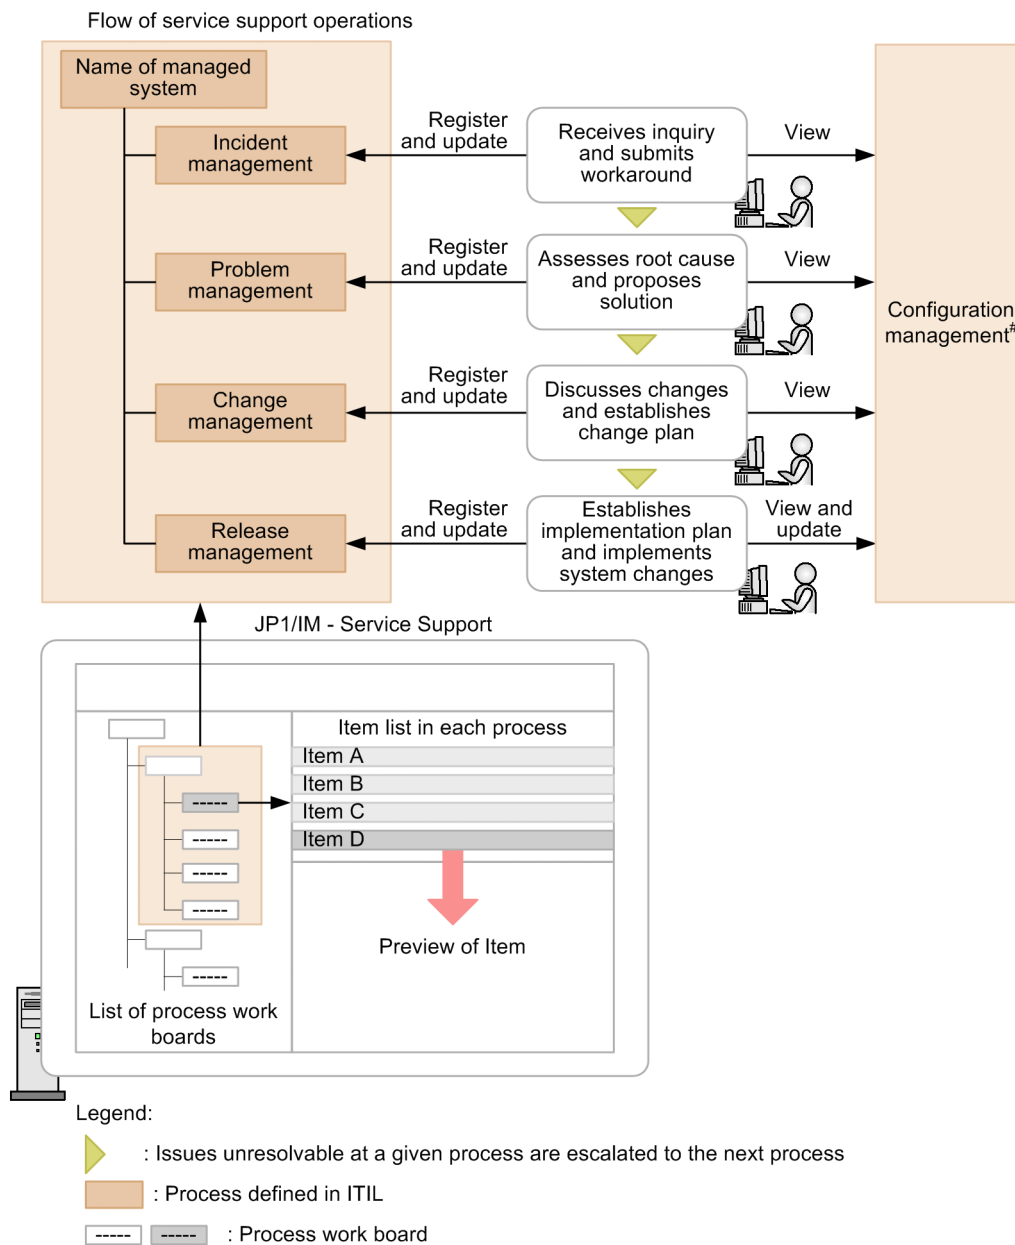 Flow of service support operations
Name of managed
system
Incident
management
Register
and update
Receives inquiry
and submits
workaround
View
Problem
management
Register
and update
Assesses root cause
and proposes
solution
View
Configuration
management#
Change
management
Register
and update
Discusses changes
and establishes
change plan
View
Release
management
Register
and update
Establishes
implementation plan
and implements
system changes
View and
update
JP1/IM - Service Support
Item list in each process
Item A
Item B
Item C
Item D
-----
-----
-----
-----
-----
Preview of Item
List of process work
boards
Legend:
: Issues unresolvable at a given process are escalated to the next process
: Process defined in ITIL
----- ----- : Process work board